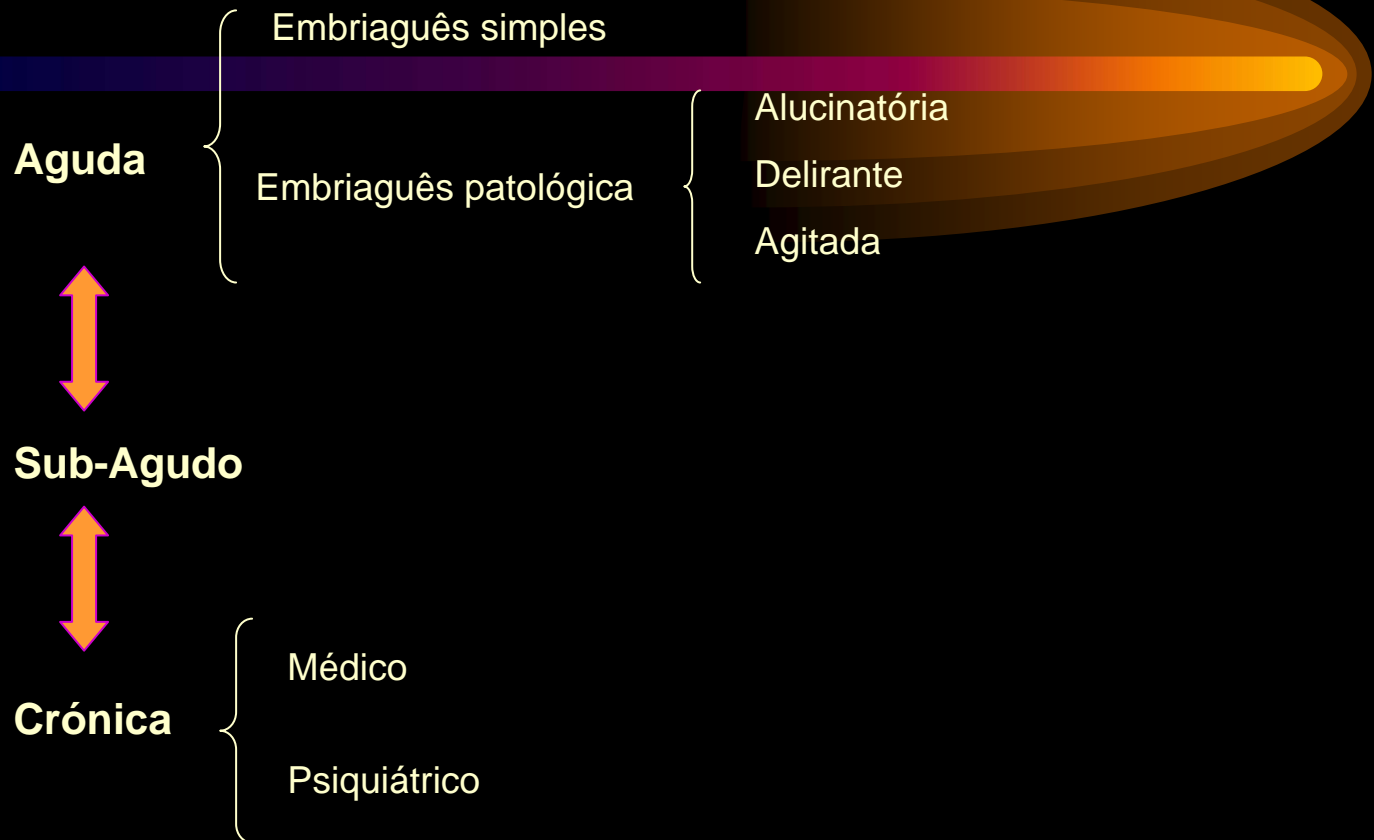 Embriaguês simples
Alucinatória
Aguda
Delirante
Embriaguês patológica
Agitada
Sub-Agudo
Médico
Crónica
Psiquiátrico